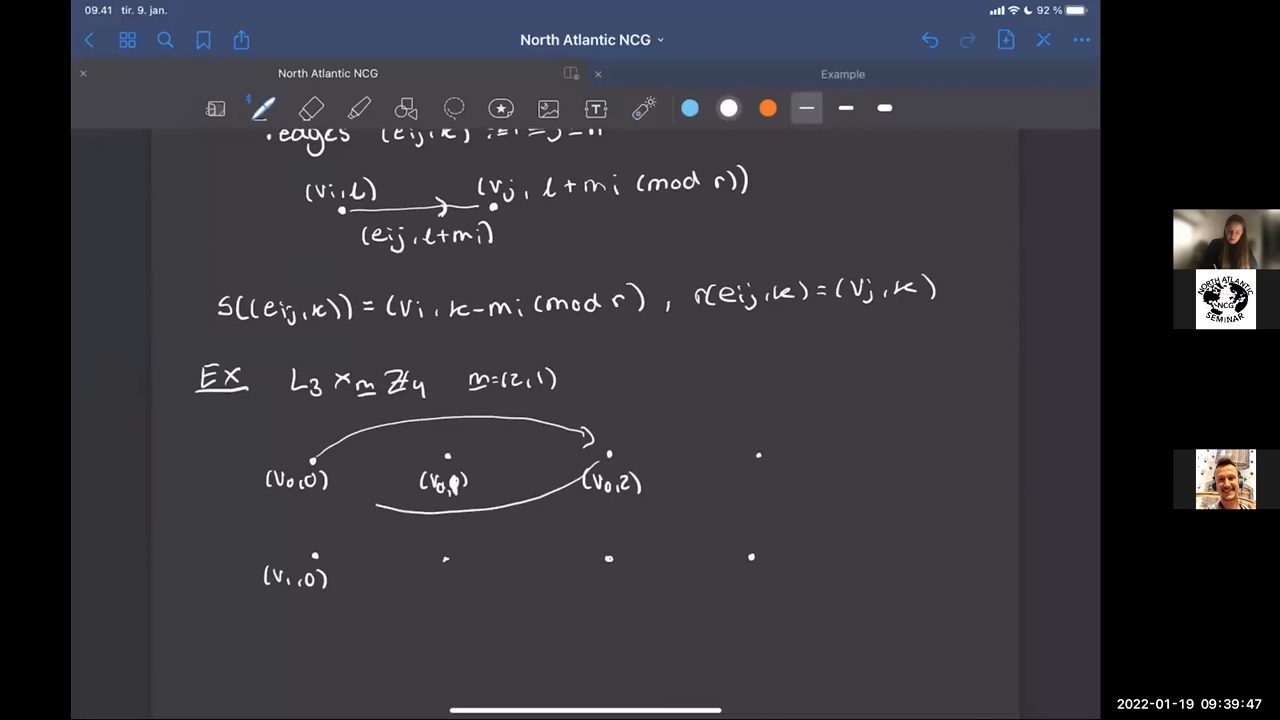 09.41 tir. 9. jan.
92 %
North Atlantic NCG
North Atlantic NCG
Example
• edges (eij, k)
(vi, l) (vj, l + mi (mod r))
(eij, l+mi)
S((eij, k)) = (vi, k-mi (mod r), r(eij, k) = (vj, k)
EX L3 ×m Z4 m=(2,1)
(v0,0) (v0,2)
(v1,0)
NORTH ATLANTIC
NCG
SEMINAR
2022-01-19 09:39:47